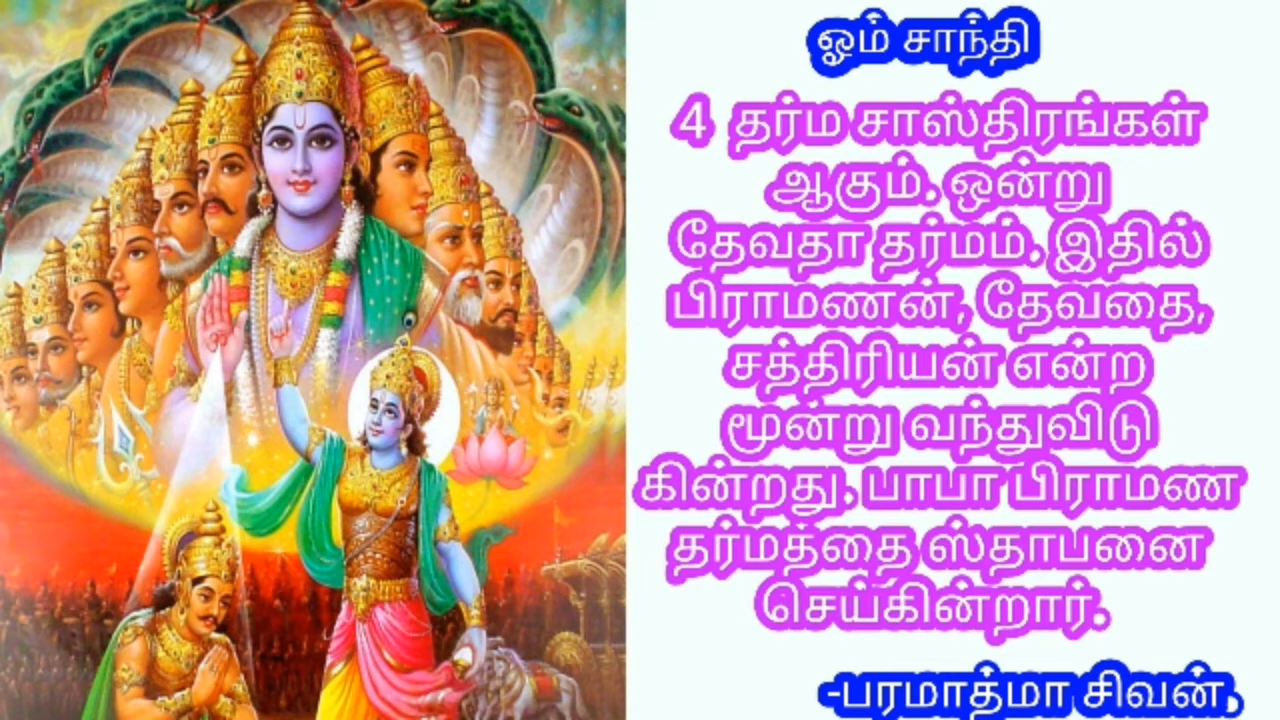 ஓம் சாந்தி
4 தர்ம சாஸ்திரங்கள்
ஆகும். ஒன்று
தேவதா தர்மம். இதில்
பிராமணன், தேவதை,
சத்திரியன் என்ற
மூன்று வந்துவிடு
கின்றது. பாபா பிராமண
தர்மத்தை ஸ்தாபனை
செய்கின்றார்.
-பரமாத்மா சிவன்,